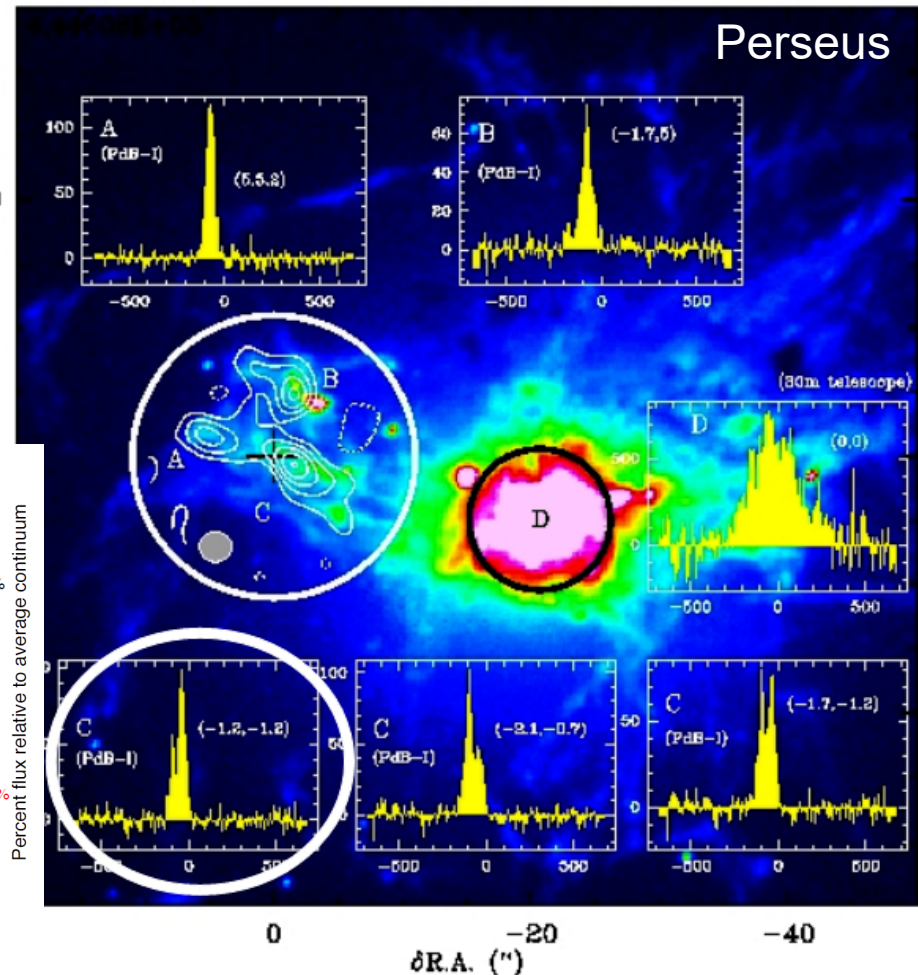 Perseus
A
(PdB-I)
(5.5,2)
100
50
0
-500 0 500
B
(PdB-I)
(-1.7,5)
60
40
20
0
-500 0 500
B
A
C
D
(30m telescope)
D
(0,0)
500
0
-500 0 500
Percent flux relative to average continuum
C
(PdB-I)
(-1.2,-1.2)
-500 0 500
C
(PdB-I)
(-2.1,-0.7)
100
50
0
-500 0 500
C
(PdB-I)
(-1.7,-1.2)
50
0
-500 0 500
0 -20 -40
δR.A. (")